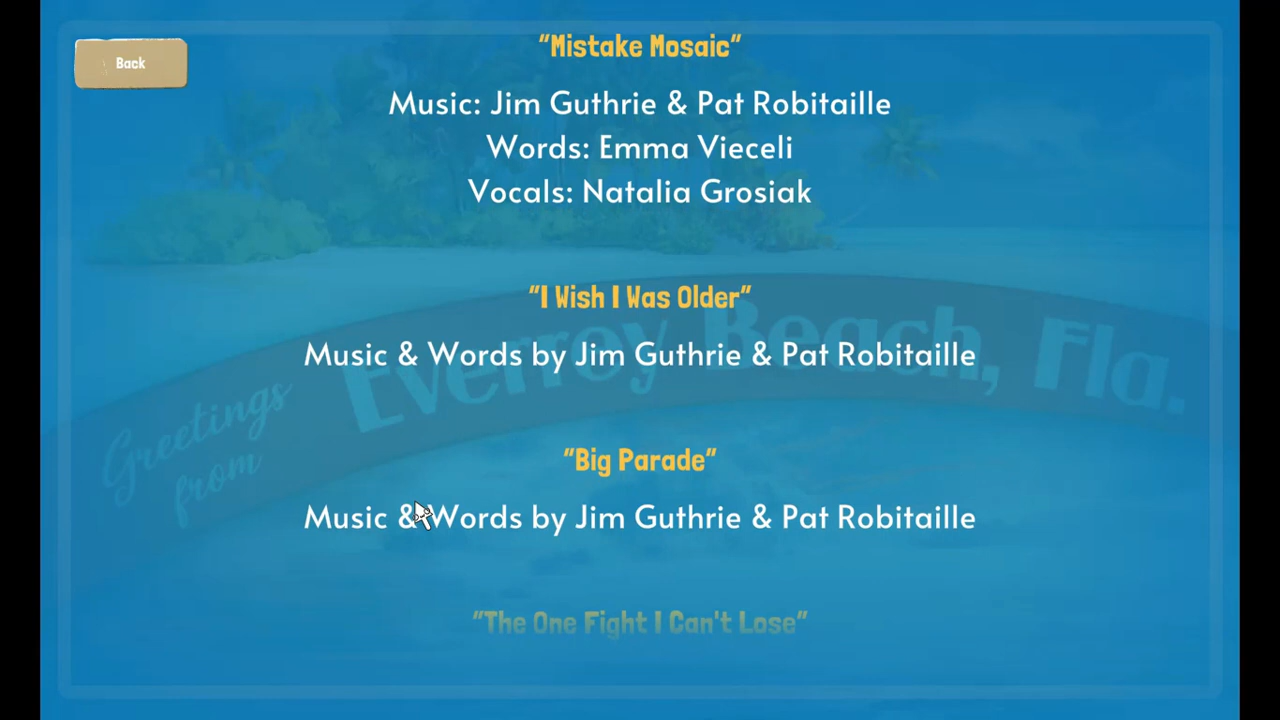 Back
"Mistake Mosaic"
Music: Jim Guthrie & Pat Robitaille
Words: Emma Vieceli
Vocals: Natalia Grosiak
"I Wish I Was Older"
Music & Words by Jim Guthrie & Pat Robitaille
Greetings from
Everroy Beach, Fla.
"Big Parade"
Music & Words by Jim Guthrie & Pat Robitaille
"The One Fight I Can't Lose"